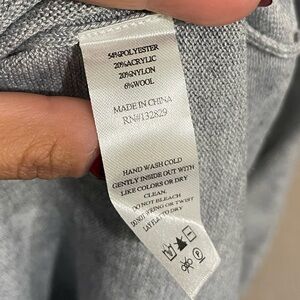 54%POLYESTER
20%ACRYLIC
20%NYLON
6%WOOL
MADE IN CHINA
RN#132829
HAND WASH COLD
GENTLY INSIDE OUT WITH
LIKE COLORS OR DRY
CLEAN.
DO NOT BLEACH
DO NOT WRING OR TWIST
LAY FLAT TO DRY